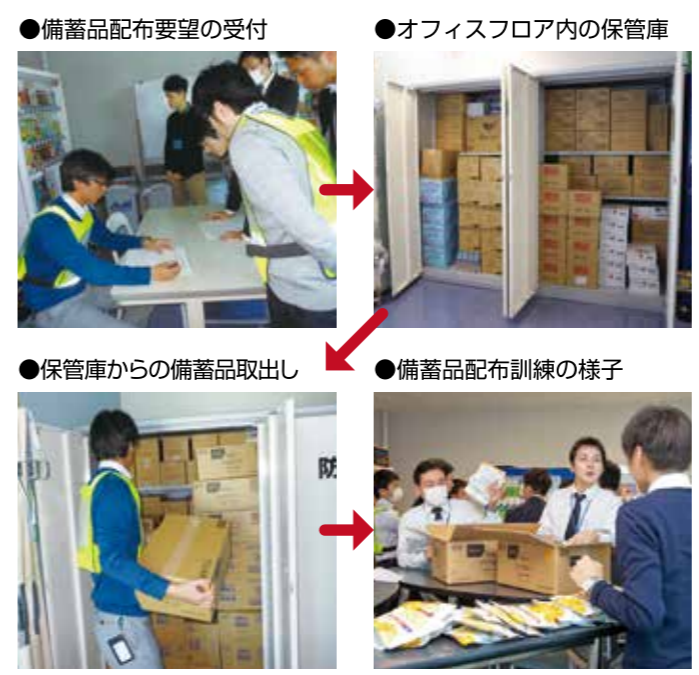 ●備蓄品配布要望の受付
●オフィスフロア内の保管庫
●保管庫からの備蓄品取出し
●備蓄品配布訓練の様子
防